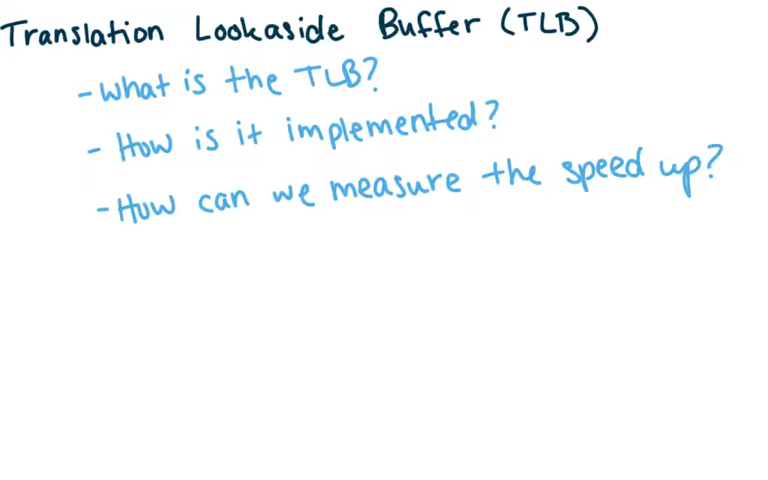 Translation Lookaside Buffer (TLB)
- What is the TLB?
- How is it implemented?
- How can we measure the speed up?